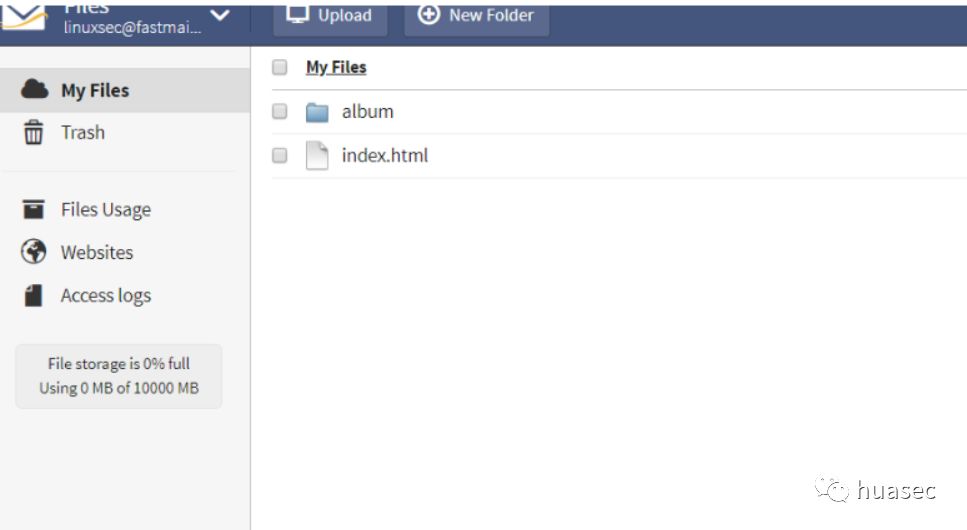 Files
linuxsec@fastmai...
Upload
New Folder
My Files
Trash
Files Usage
Websites
Access logs
File storage is 0% full
Using 0 MB of 10000 MB
My Files
album
index.html
huasec